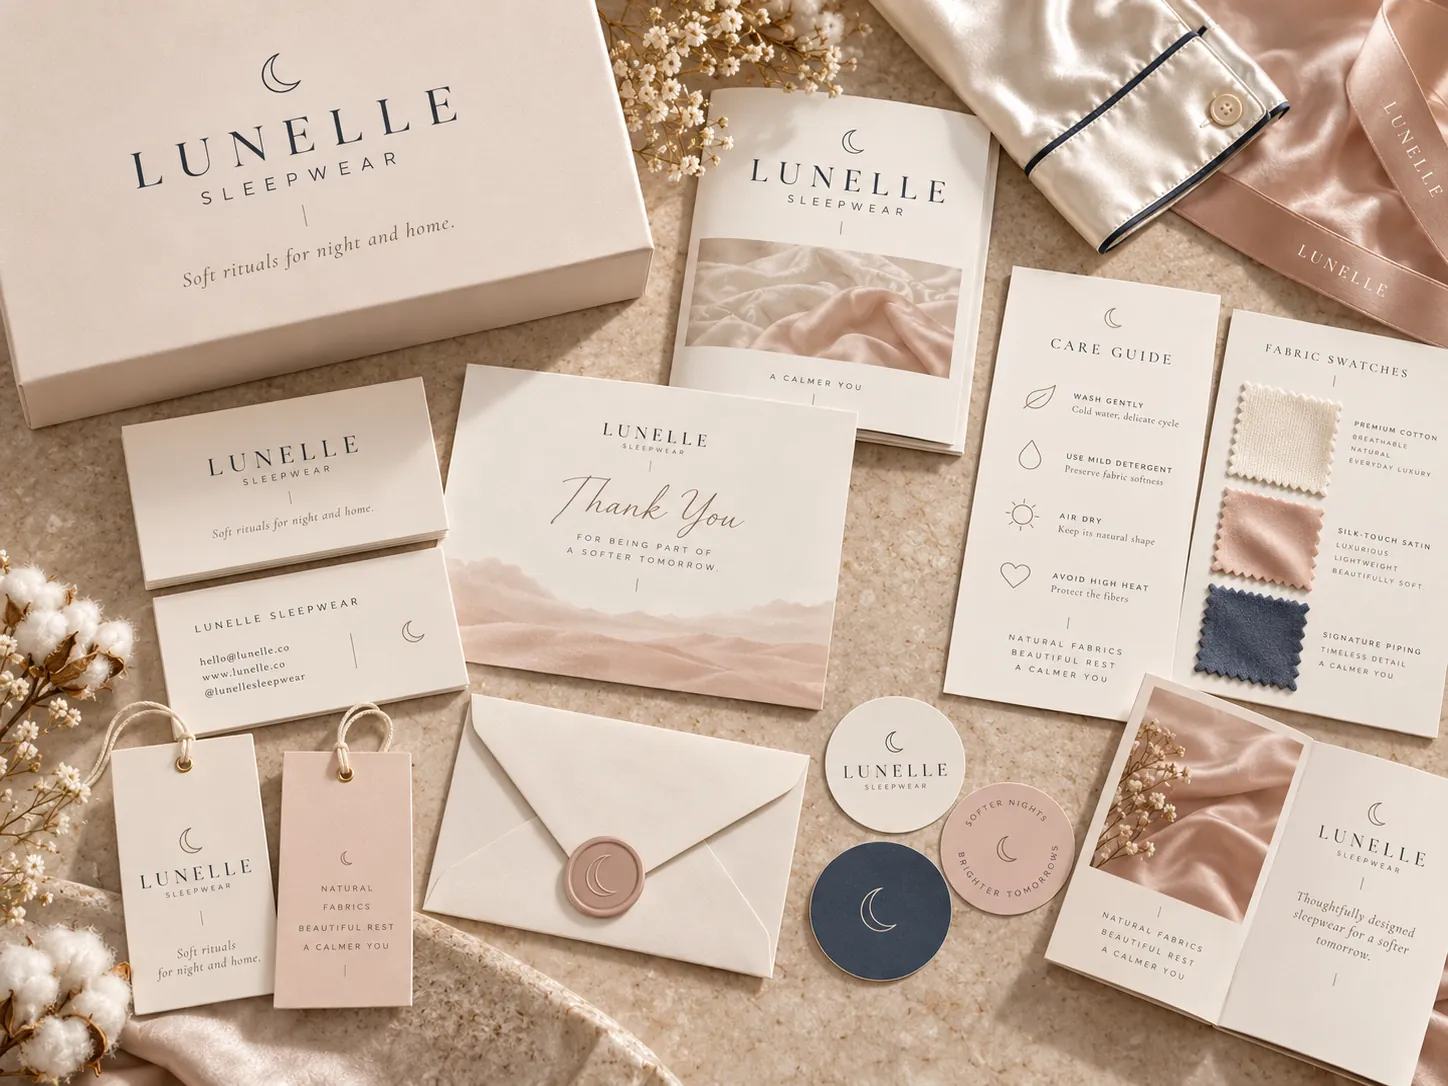 LUNELLE
SLEEPWEAR
Soft rituals for night and home.
LUNELLE
SLEEPWEAR
A CALMER YOU
LUNELLE
LUNELLE
CARE GUIDE
WASH GENTLY
Cold water, delicate cycle
USE MILD DETERGENT
Preserve fabric softness
AIR DRY
Keep its natural shape
AVOID HIGH HEAT
Protect the fibers
NATURAL FABRICS
BEAUTIFUL REST
A CALMER YOU
FABRIC SWATCHES
PREMIUM COTTON
BREATHABLE
NATURAL
EVERYDAY LUXURY
SILK-TOUCH SATIN
LUXURIOUS
LIGHTWEIGHT
BEAUTIFULLY SOFT
SIGNATURE PIPING
TIMELESS DETAIL
A CALMER YOU
LUNELLE
SLEEPWEAR
Soft rituals for night and home.
LUNELLE SLEEPWEAR
hello@lunelle.co
www.lunelle.co
@lunellesleepwear
LUNELLE
SLEEPWEAR
Thank You
FOR BEING PART OF
A SOFTER TOMORROW.
LUNELLE
SLEEPWEAR
Soft rituals
for night and home.
NATURAL
FABRICS
BEAUTIFUL REST
A CALMER YOU
LUNELLE
SLEEPWEAR
SOFTER NIGHTS
BRIGHTER TOMORROWS
NATURAL FABRICS
BEAUTIFUL REST
A CALMER YOU
LUNELLE
SLEEPWEAR
Thoughtfully designed
sleepwear for a softer
tomorrow.